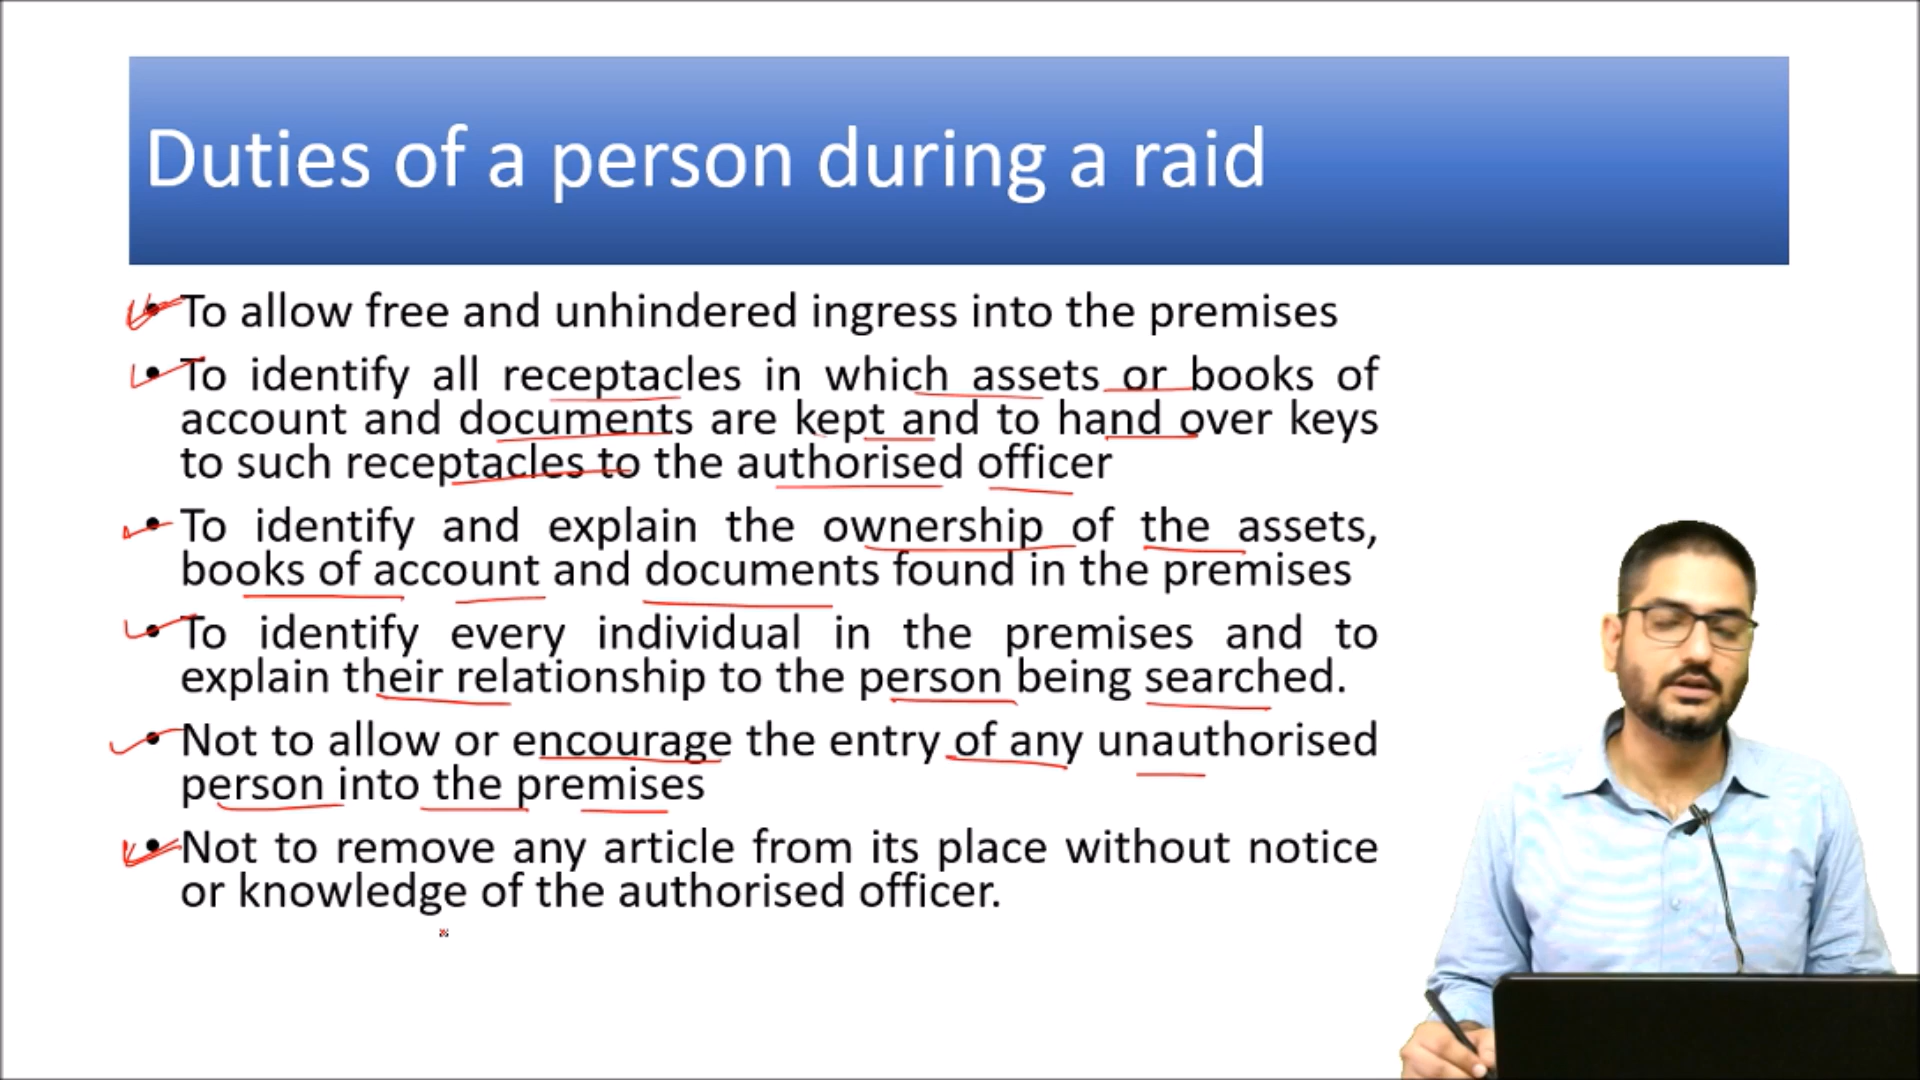 Duties of a person during a raid
• To allow free and unhindered ingress into the premises
• To identify all receptacles in which assets or books of
account and documents are kept and to hand over keys
to such receptacles to the authorised officer
• To identify and explain the ownership of the assets,
books of account and documents found in the premises
• To identify every individual in the premises and to
explain their relationship to the person being searched.
• Not to allow or encourage the entry of any unauthorised
person into the premises
• Not to remove any article from its place without notice
or knowledge of the authorised officer.